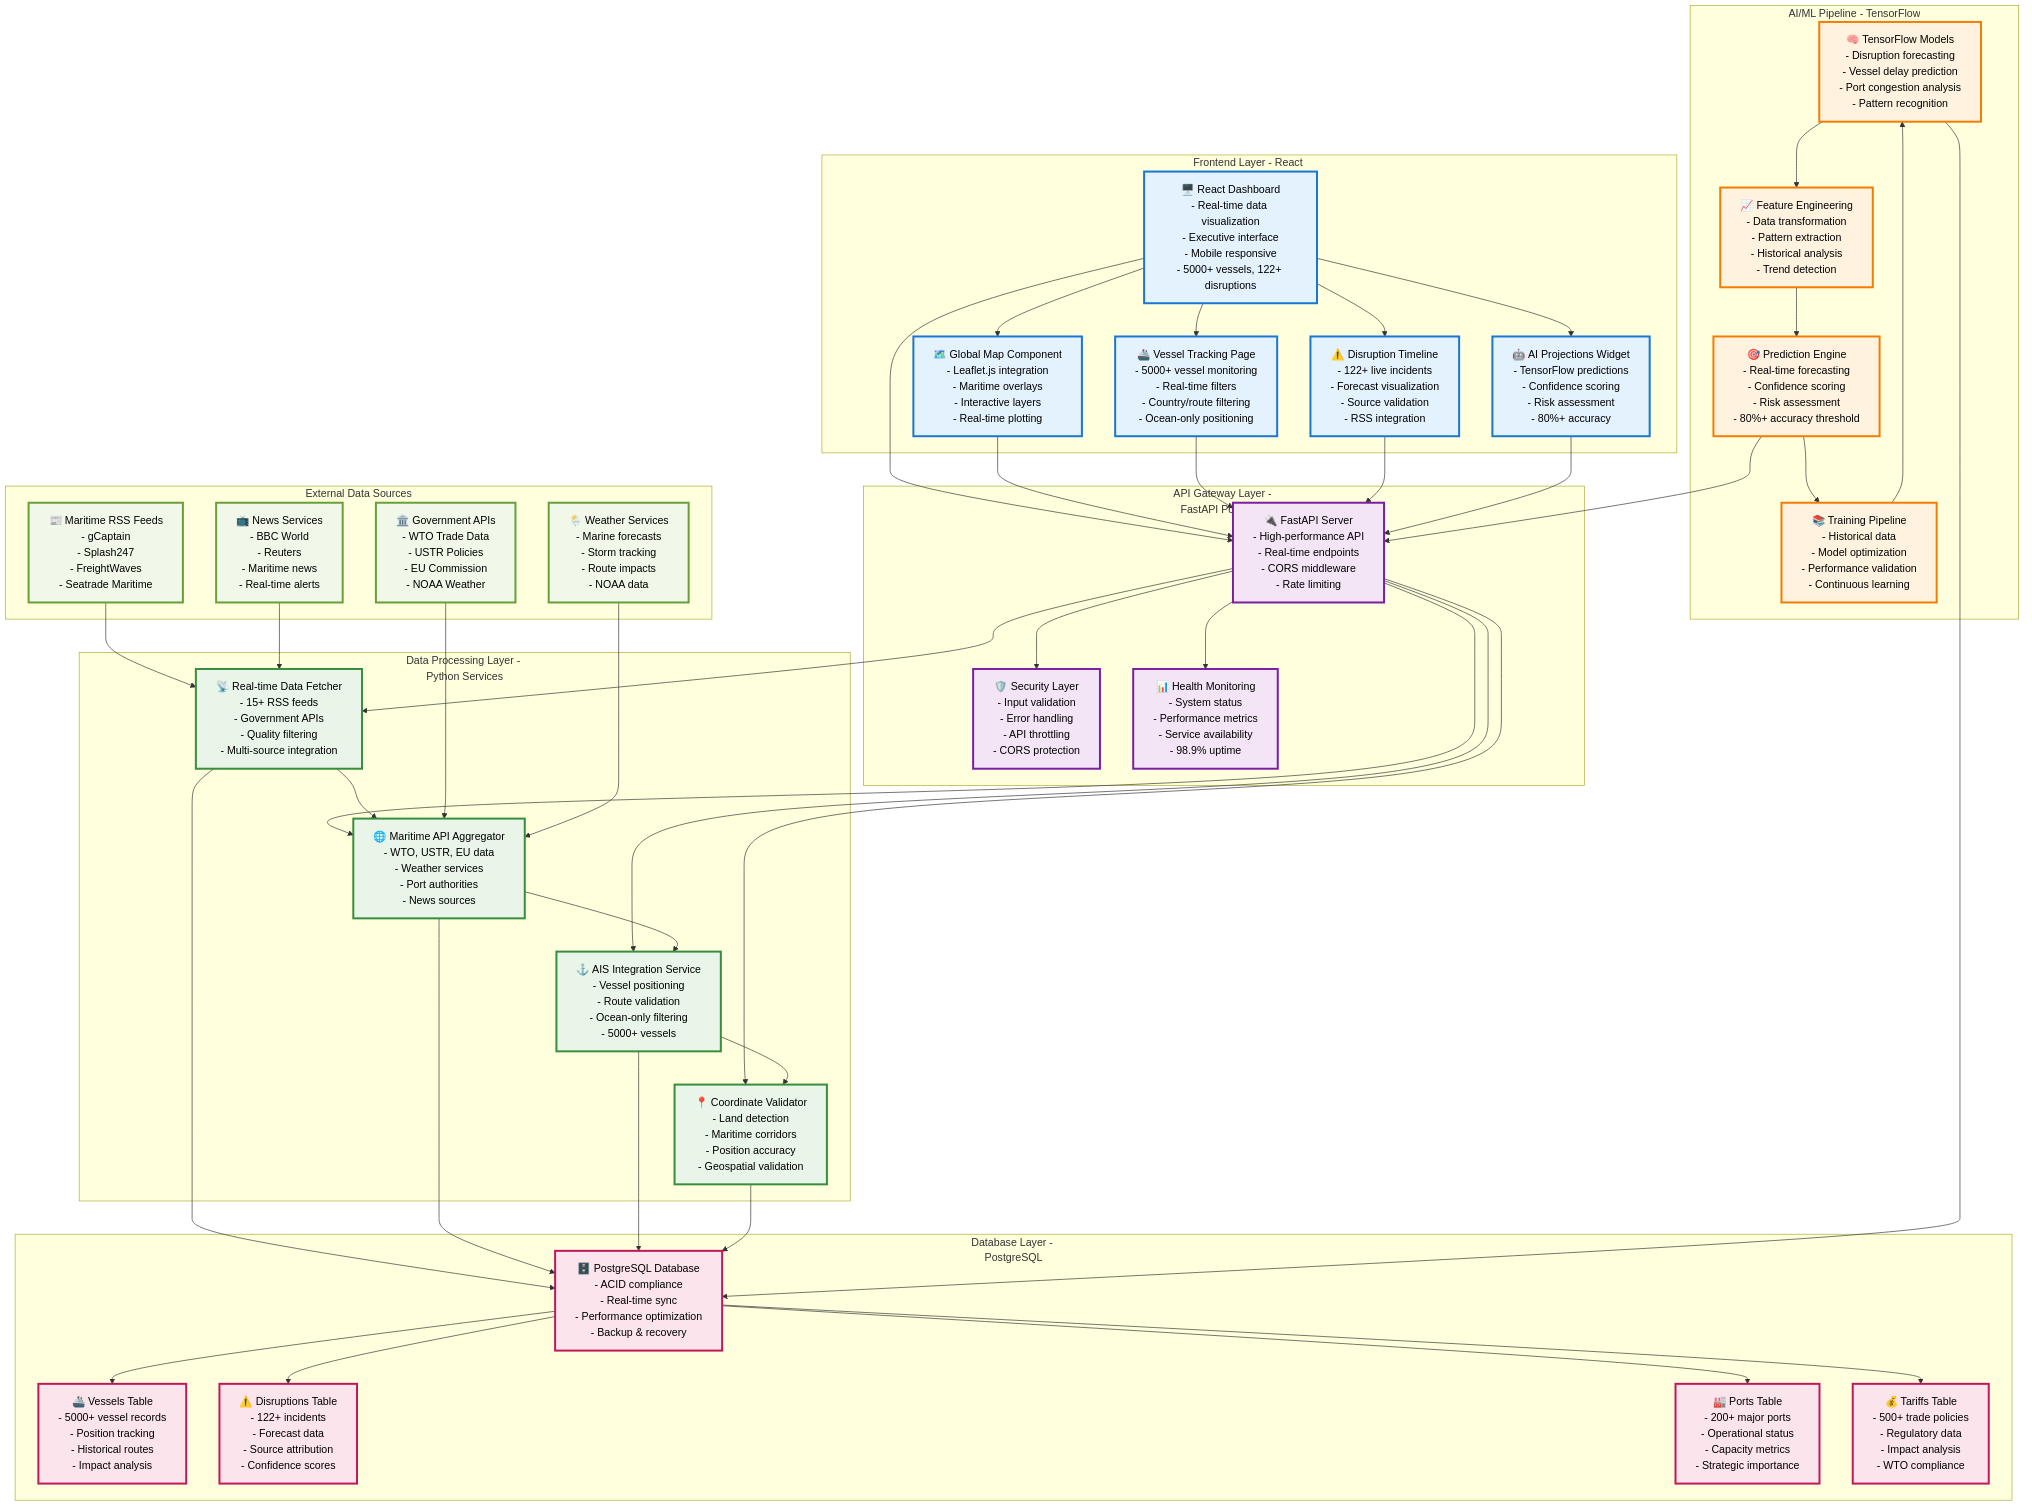 AI/ML Pipeline - TensorFlow
🧠 TensorFlow Models
- Disruption forecasting
- Vessel delay prediction
- Port congestion analysis
- Pattern recognition
📈 Feature Engineering
- Data transformation
- Pattern extraction
- Historical analysis
- Trend detection
🎯 Prediction Engine
- Real-time forecasting
- Confidence scoring
- Risk assessment
- 80%+ accuracy threshold
📚 Training Pipeline
- Historical data
- Model optimization
- Performance validation
- Continuous learning
Frontend Layer - React
🖥️ React Dashboard
- Real-time data
visualization
- Executive interface
- Mobile responsive
- 5000+ vessels, 122+
disruptions
🗺️ Global Map Component
- Leaflet.js integration
- Maritime overlays
- Interactive layers
- Real-time plotting
🚢 Vessel Tracking Page
- 5000+ vessel monitoring
- Real-time filters
- Country/route filtering
- Ocean-only positioning
⚠️ Disruption Timeline
- 122+ live incidents
- Forecast visualization
- Source validation
- RSS integration
🤖 AI Projections Widget
- TensorFlow predictions
- Confidence scoring
- Risk assessment
- 80%+ accuracy
External Data Sources
📰 Maritime RSS Feeds
- gCaptain
- Splash247
- FreightWaves
- Seatrade Maritime
📺 News Services
- BBC World
- Reuters
- Maritime news
- Real-time alerts
🏛️ Government APIs
- WTO Trade Data
- USTR Policies
- EU Commission
- NOAA Weather
🌦️ Weather Services
- Marine forecasts
- Storm tracking
- Route impacts
- NOAA data
API Gateway Layer -
FastAPI
🔌 FastAPI Server
- High-performance API
- Real-time endpoints
- CORS middleware
- Rate limiting
🛡️ Security Layer
- Input validation
- Error handling
- API throttling
- CORS protection
📊 Health Monitoring
- System status
- Performance metrics
- Service availability
- 98.9% uptime
Data Processing Layer -
Python Services
📡 Real-time Data Fetcher
- 15+ RSS feeds
- Government APIs
- Quality filtering
- Multi-source integration
🌐 Maritime API Aggregator
- WTO, USTR, EU data
- Weather services
- Port authorities
- News sources
⚓ AIS Integration Service
- Vessel positioning
- Route validation
- Ocean-only filtering
- 5000+ vessels
📍 Coordinate Validator
- Land detection
- Maritime corridors
- Position accuracy
- Geospatial validation
Database Layer -
PostgreSQL
🗄️ PostgreSQL Database
- ACID compliance
- Real-time sync
- Performance optimization
- Backup & recovery
🚢 Vessels Table
- 5000+ vessel records
- Position tracking
- Historical routes
- Impact analysis
⚠️ Disruptions Table
- 122+ incidents
- Forecast data
- Source attribution
- Confidence scores
🏭 Ports Table
- 200+ major ports
- Operational status
- Capacity metrics
- Strategic importance
💰 Tariffs Table
- 500+ trade policies
- Regulatory data
- Impact analysis
- WTO compliance